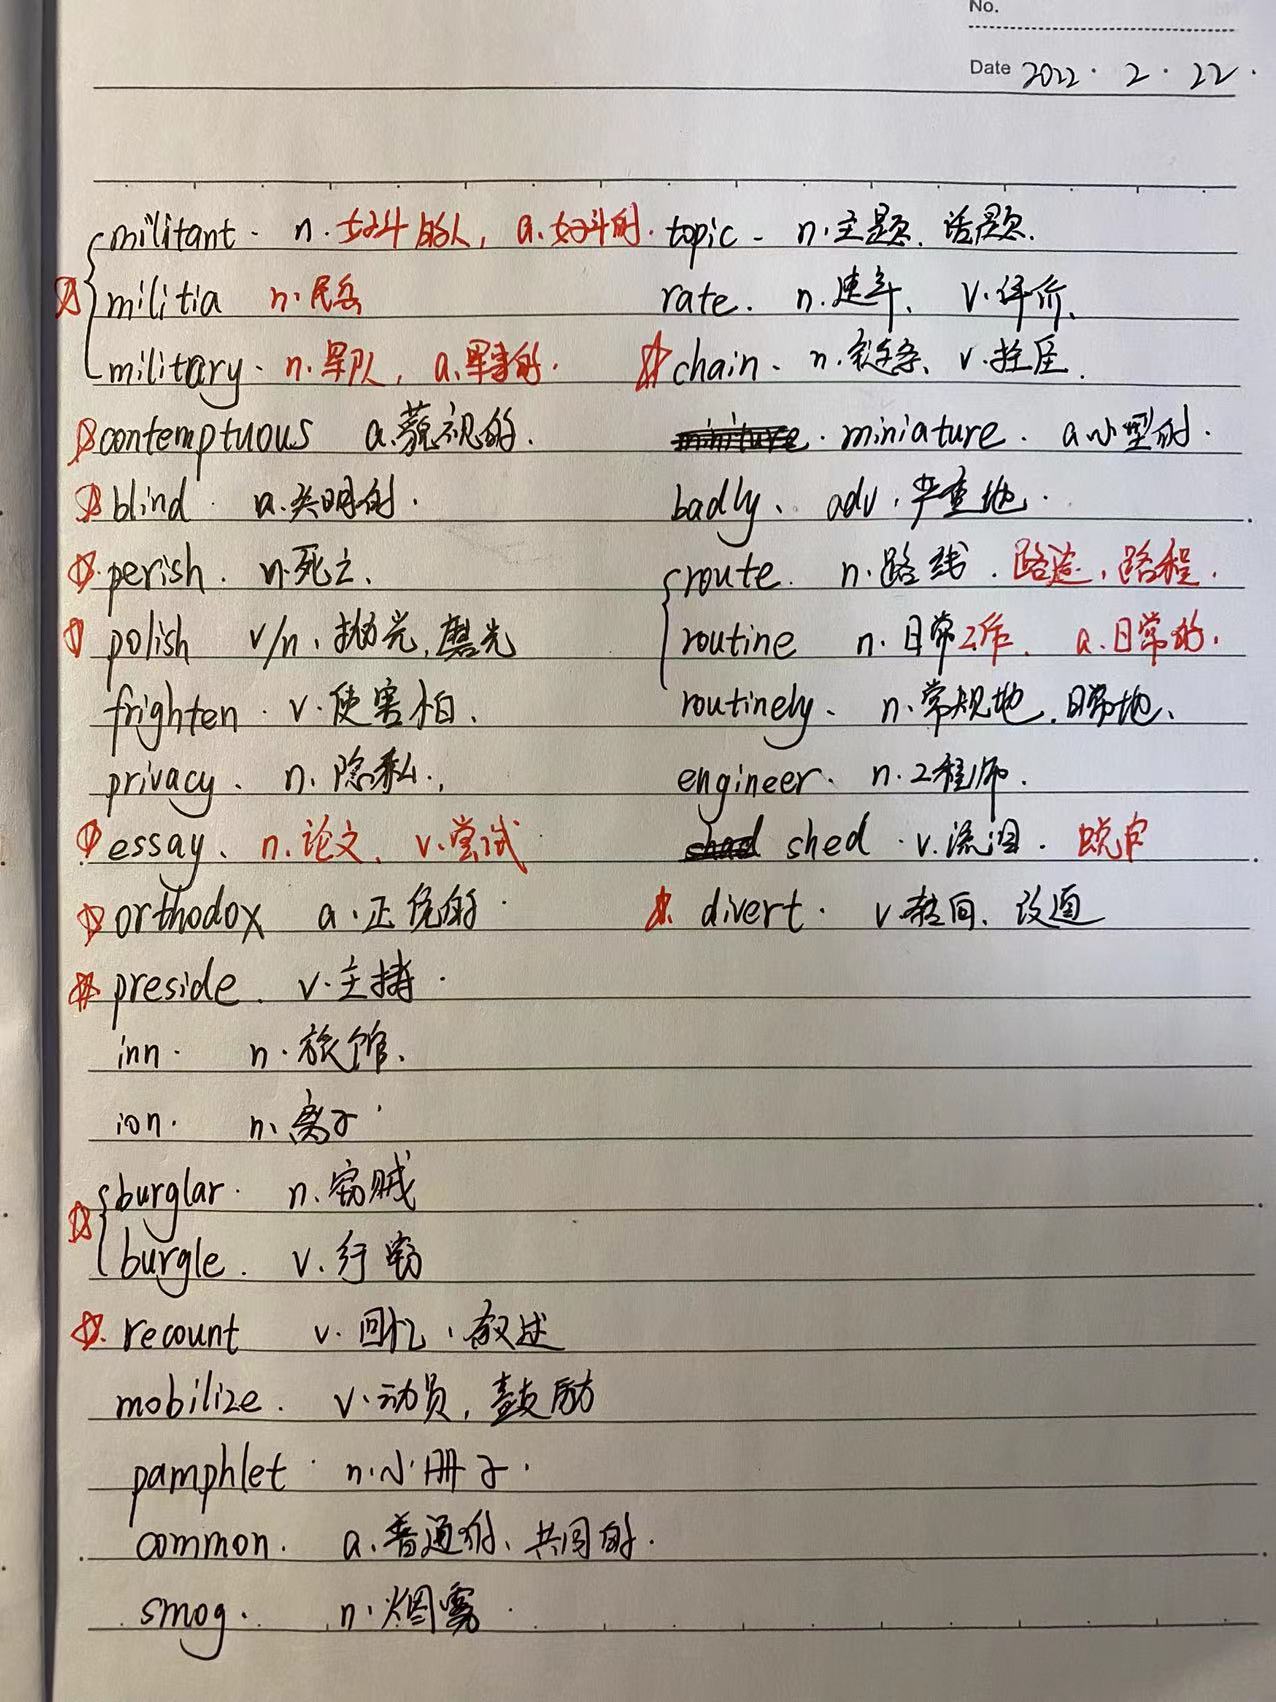 No.
Date 2022 · 2 · 22 ·
militant · n. 好斗的人, a. 好斗的.
militia n. 民兵
military · n. 军队, a. 军事的.
contemptuous a. 藐视的.
blind a. 失明的.
perish. n. 死亡、
polish v/n. 抛光, 磨光
frighten · v. 使害怕.
privacy. n. 隐私.,
essay、 n. 论文、 v. 尝试
orthodox a. 正统的.
preside. v. 主持.
inn. n. 旅馆、
ion. n. 离子
burglar. n. 窃贼
burgle. v. 行窃
recount v. 回忆、叙述
mobilize. v. 动员, 鼓励
pamphlet n. 小册子.
common. a. 普通的、共同的.
smog. n. 烟雾
topic - n. 主题、话题.
rate. n. 速率、 v. 评价、
chain. n. 链条、 v. 拴住.
miniture. miniature. a. 小型的.
badly、 adv. 严重地.
route. n. 路线. 路途, 路程.
routine n. 日常工作. a. 日常的.
routinely、 n. 常规地. 日常地、
engineer. n. 工程师.
shad shed · v. 流泪. 蜕皮
divert. v. 转向、改道